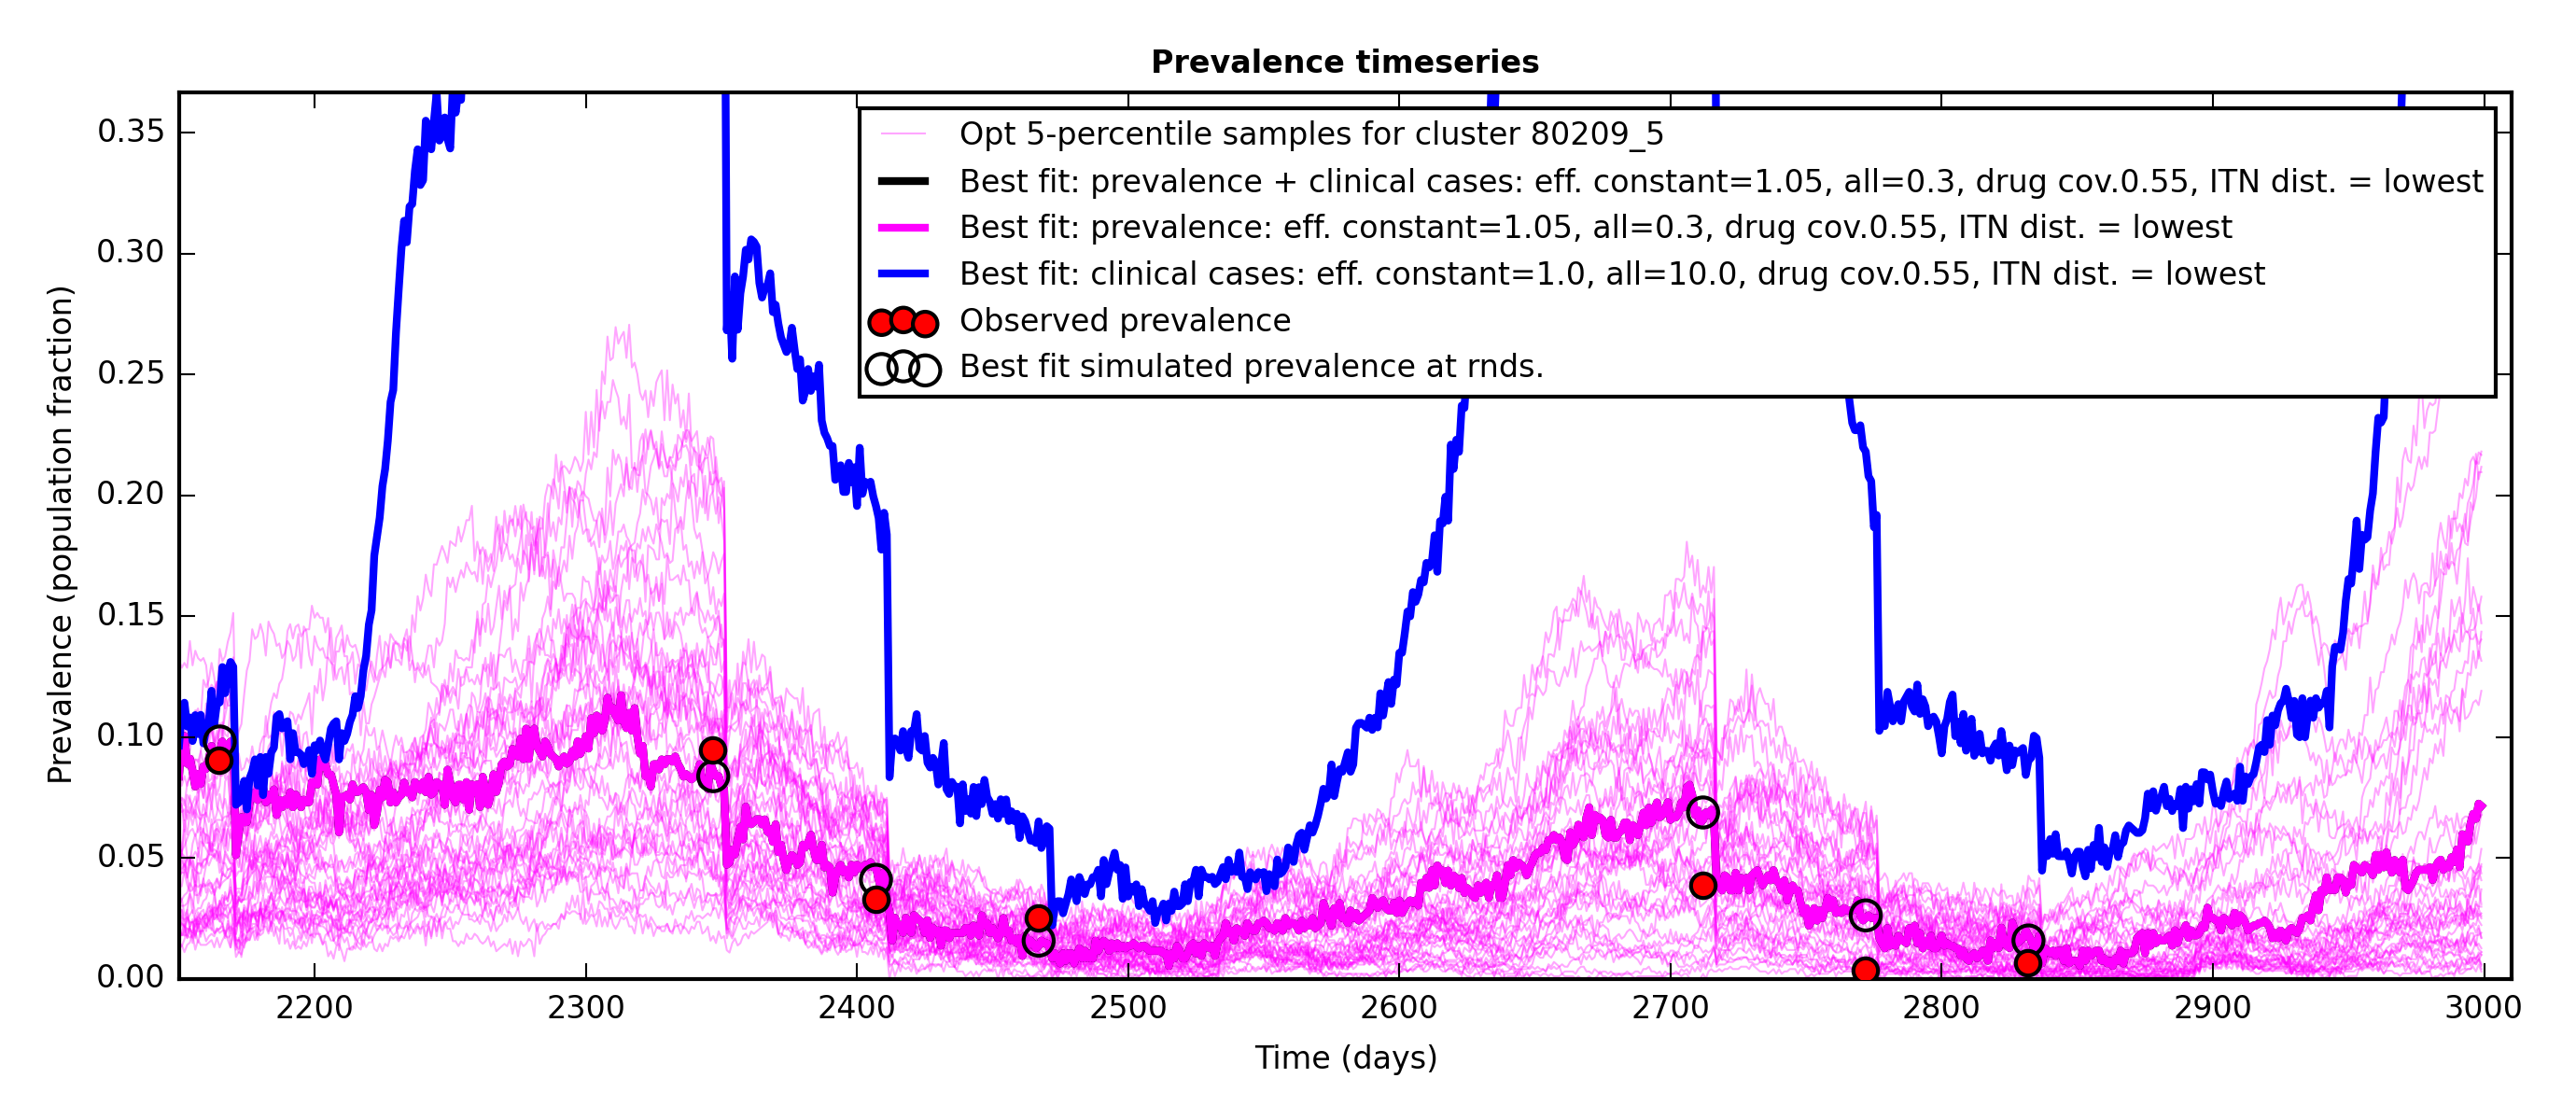 Prevalence timeseries
Opt 5-percentile samples for cluster 80209_5
Best fit: prevalence + clinical cases: eff. constant=1.05, all=0.3, drug cov.0.55, ITN dist. = lowest
Best fit: prevalence: eff. constant=1.05, all=0.3, drug cov.0.55, ITN dist. = lowest
Best fit: clinical cases: eff. constant=1.0, all=10.0, drug cov.0.55, ITN dist. = lowest
Observed prevalence
Best fit simulated prevalence at rnds.
Prevalence (population fraction)
0.35
0.30
0.25
0.20
0.15
0.10
0.05
0.00
2200 2300 2400 2500 2600 2700 2800 2900 3000
Time (days)